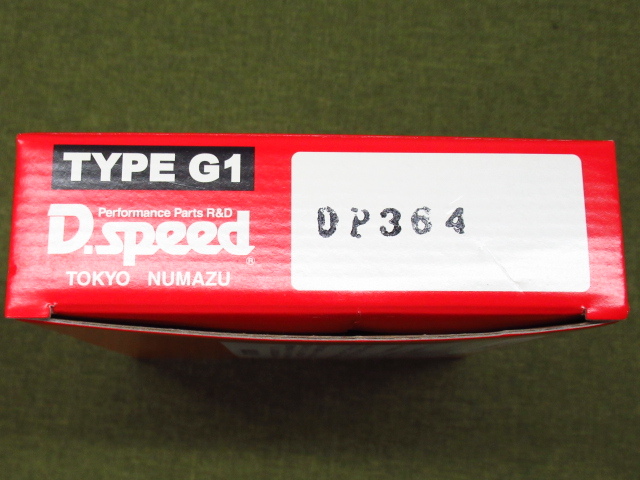 TYPE G1
Performance Parts R&D
D.speed®
TOKYO NUMAZU
DP364